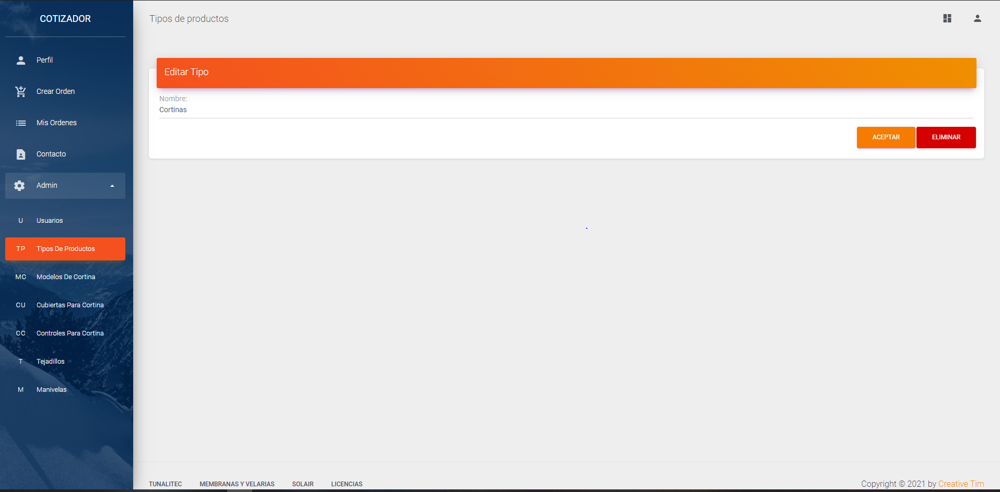 COTIZADOR
Perfil
Crear Orden
Mis Ordenes
Contacto
Admin
U Usuarios
TP Tipos De Productos
MC Modelos De Cortina
CU Cubiertas Para Cortina
CC Controles Para Cortina
T Tejadillos
M Manivelas
Tipos de productos
Editar Tipo
Nombre:
Cortinas
ACEPTAR ELIMINAR
TUNALITEC MEMBRANAS Y VELARIAS SOLAIR LICENCIAS
Copyright © 2021 by Creative Tim